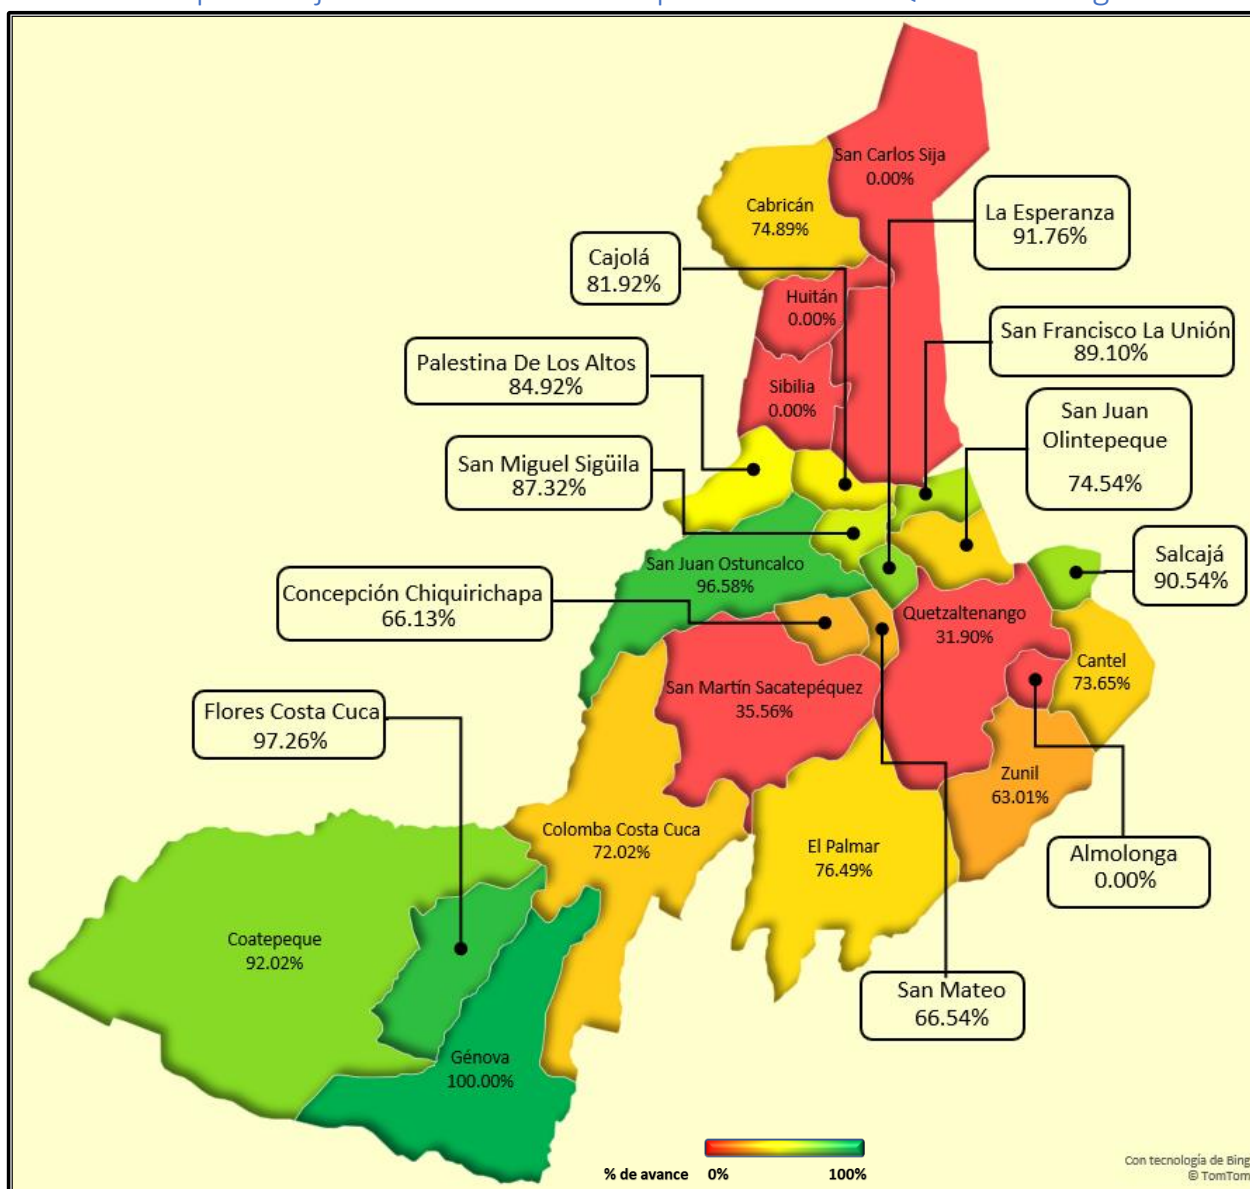 San Carlos Sija
0.00%
Cabricán
74.89%
La Esperanza
91.76%
Cajolá
81.92%
Huitán
0.00%
San Francisco La Unión
89.10%
Palestina De Los Altos
84.92%
Sibilia
0.00%
San Juan
Olintepeque
74.54%
San Miguel Sigüila
87.32%
San Juan Ostuncalco
96.58%
Salcajá
90.54%
Concepción Chiquirichapa
66.13%
Quetzaltenango
31.90%
Cantel
73.65%
San Martín Sacatepéquez
35.56%
Flores Costa Cuca
97.26%
Zunil
63.01%
Colomba Costa Cuca
72.02%
El Palmar
76.49%
Almolonga
0.00%
Coatepeque
92.02%
San Mateo
66.54%
Génova
100.00%
% de avance 0% 100%
Con tecnología de Bing
© TomTom